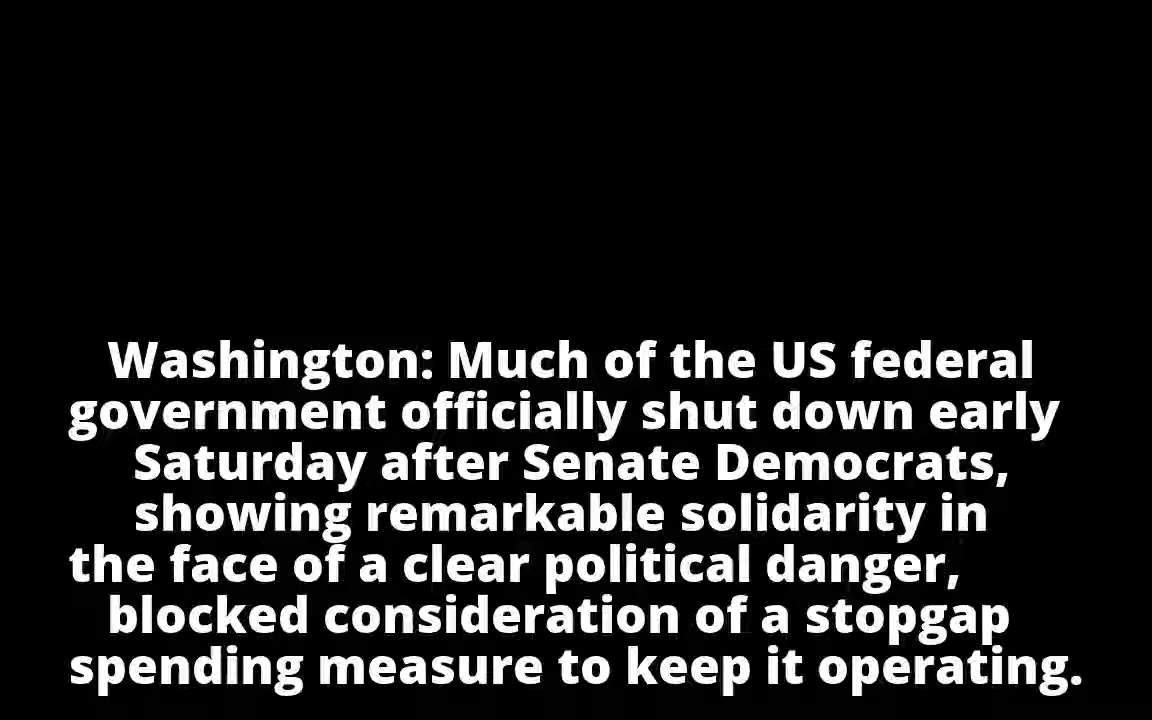 Washington: Much of the US federal
government officially shut down early
Saturday after Senate Democrats,
showing remarkable solidarity in
the face of a clear political danger,
blocked consideration of a stopgap
spending measure to keep it operating.